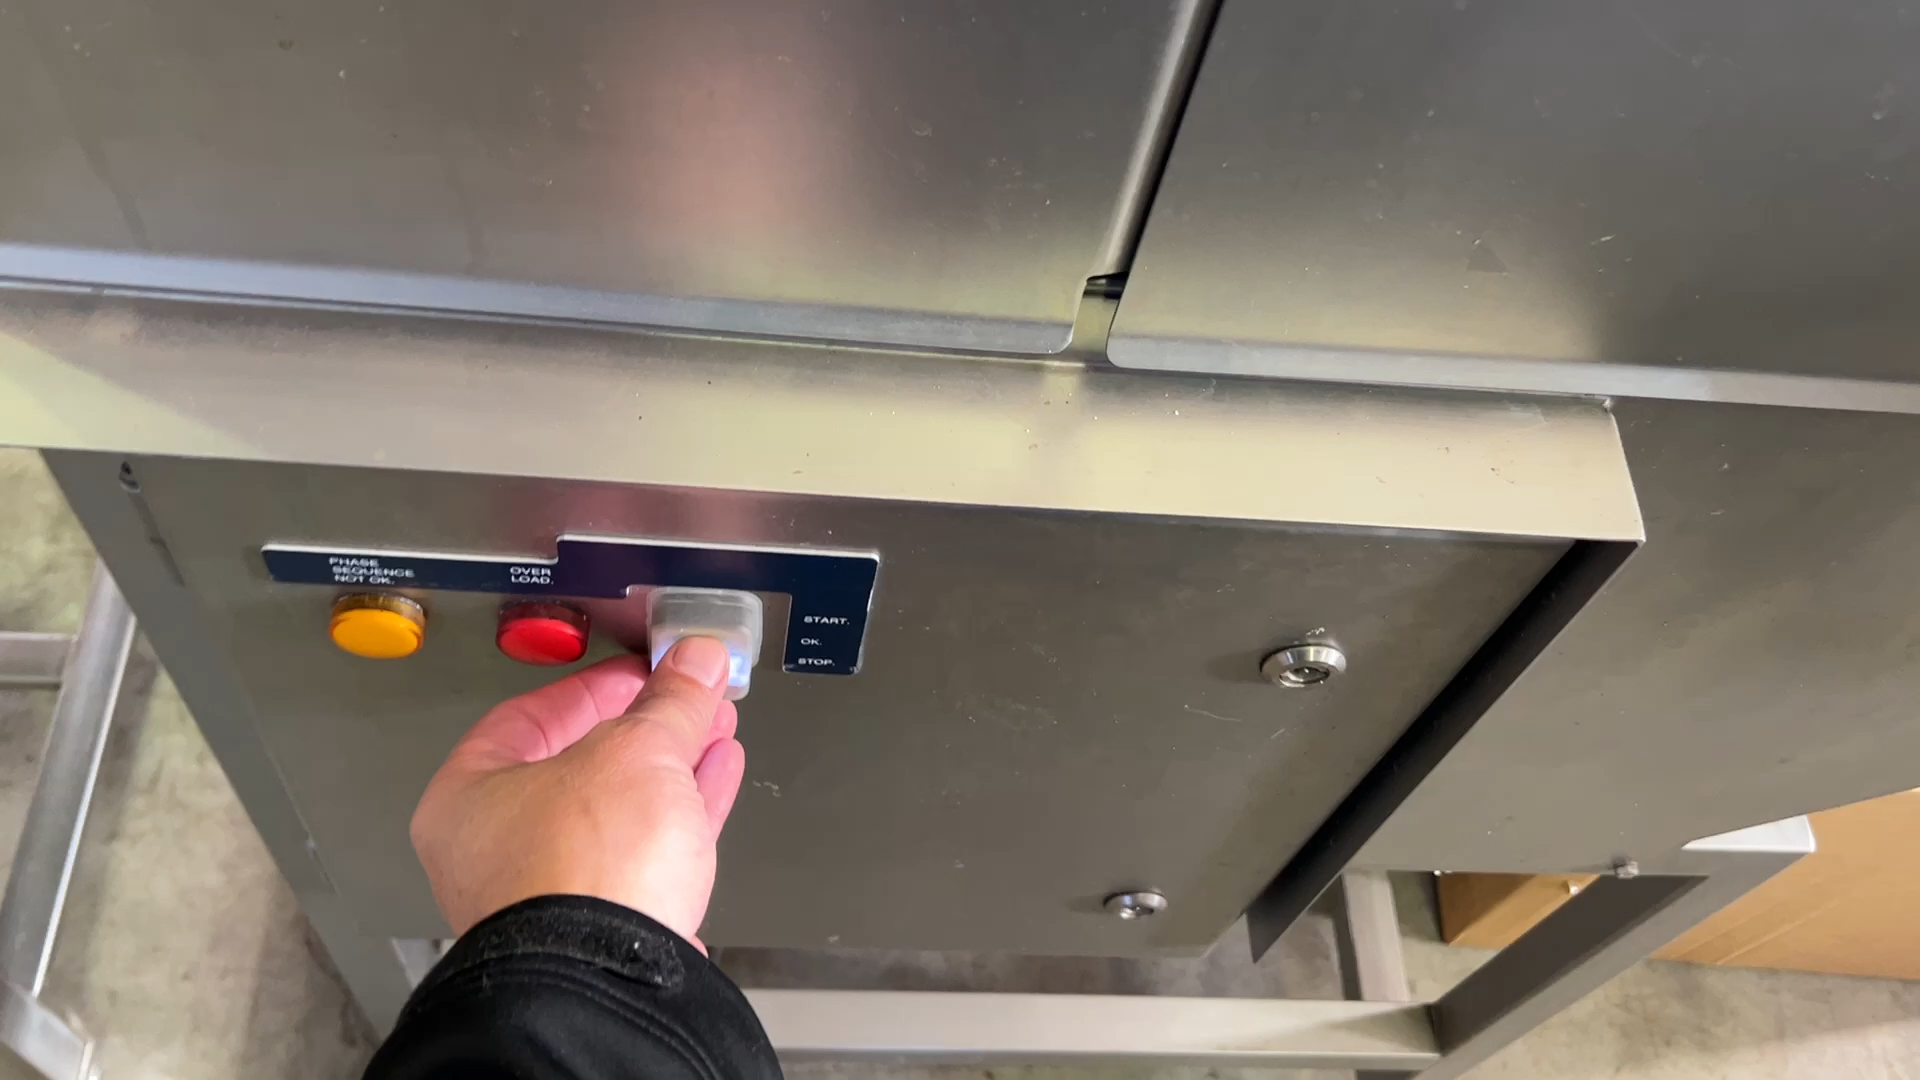 PHASE
SEQUENCE
NOT OK.
OVER
LOAD.
START.
OK.
STOP.